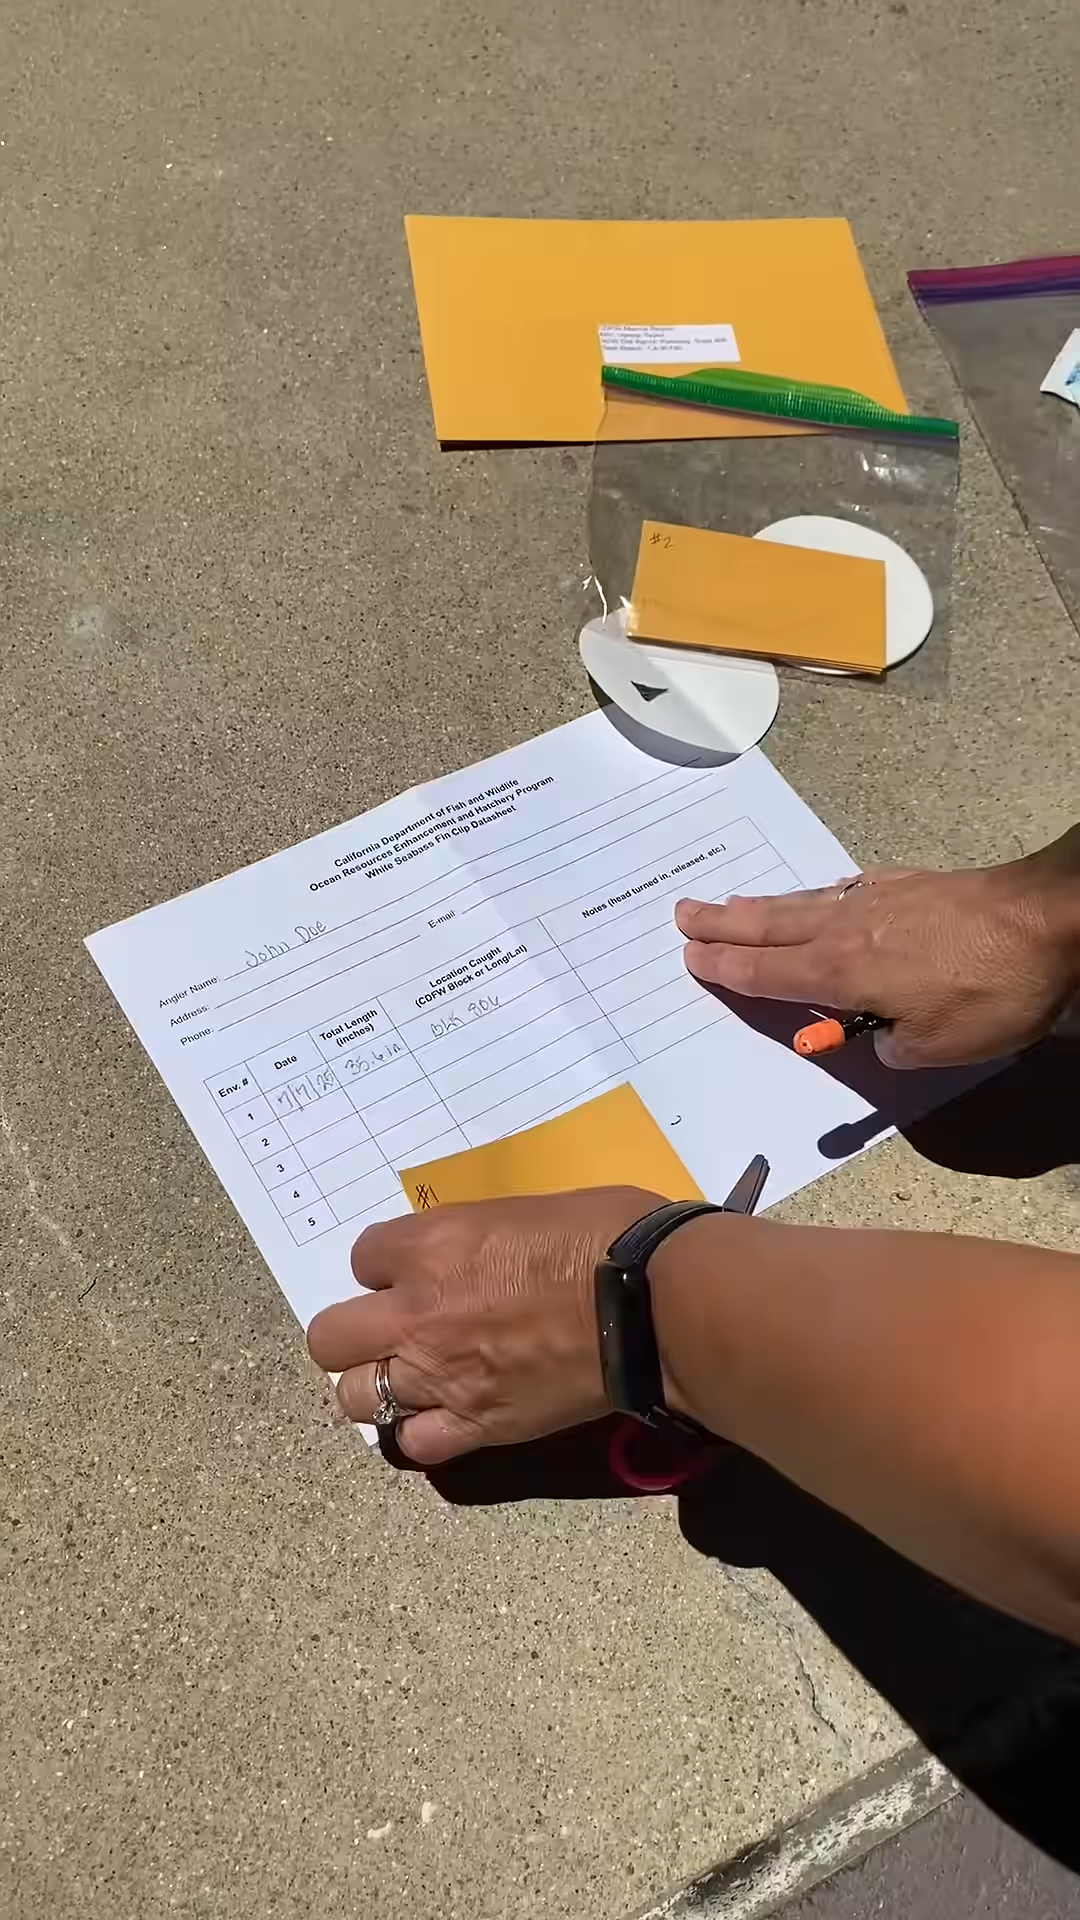 #2
California Department of Fish and Wildlife
Ocean Resources Enhancement and Hatchery Program
White Seabass Fin Clip Datasheet
Angler Name: John Doe
Address:
Phone: E-mail
Env. # Date Total Length (inches) Location Caught (CDFW Block or Long/Lat) Notes (head turned in, released, etc.)
1 7/7/25 35.6 in BLK 806
2
3
4
5
#1